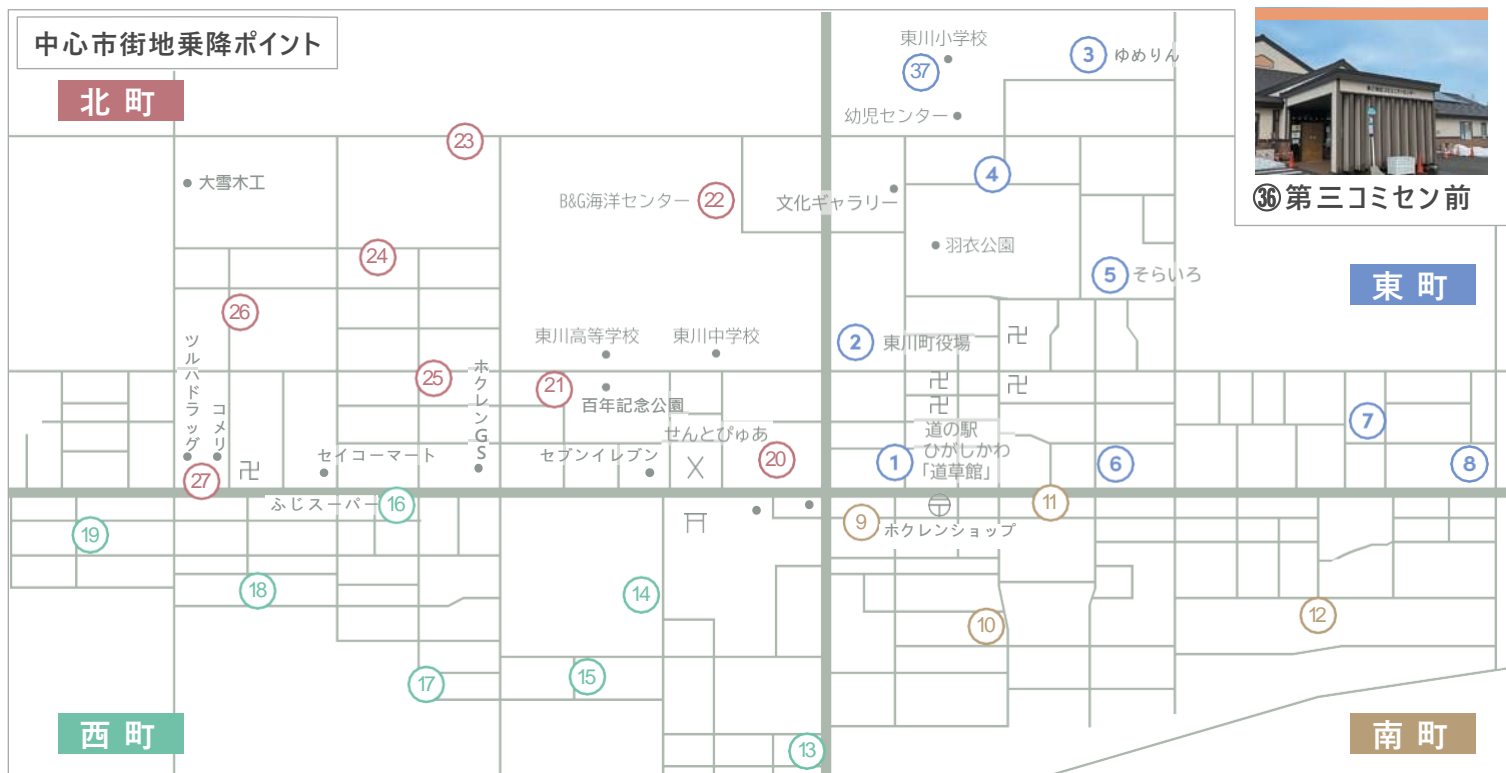 中心市街地乗降ポイント
北町
東川小学校
37
3 ゆめりん
幼児センター
23
大雪木工
B&G海洋センター 22
文化ギャラリー
4
㊱第三コミセン前
羽衣公園
24
5 そらいろ
東町
26
東川高等学校
東川中学校
2 東川町役場
ツルハドラッグ
コメリ
25
ホクレンGS
21
百年記念公園
せんとぴゅあ
20
道の駅
ひがしかわ
「道草館」
1
6
7
8
セイコーマート
セブンイレブン
27
ふじスーパー 16
11
9 ホクレンショップ
19
18
14
10
12
17
15
13
西町
南町